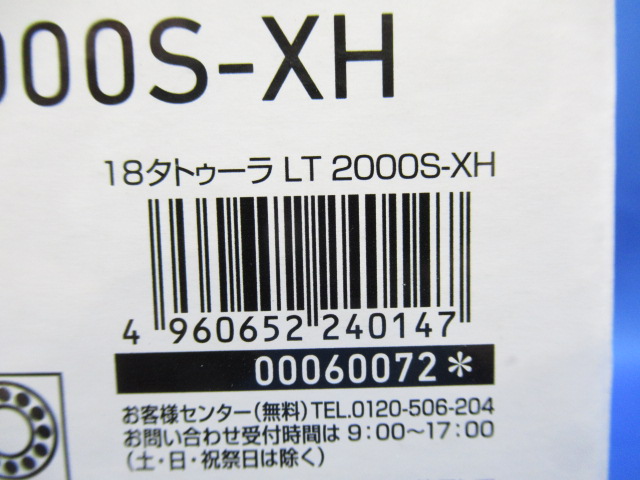 000S-XH
18タトゥーラ LT 2000S-XH
4 960652 240147
00060072*
お客様センター(無料)TEL.0120-506-204
お問い合わせ受付時間は 9:00~17:00
(土・日・祝祭日は除く)